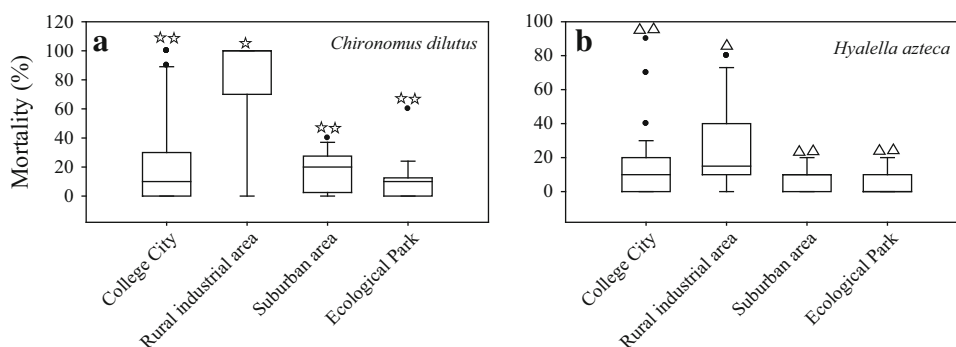 a
Chironomus dilutus
Mortality (%)
120
100
80
60
40
20
0
College City
Rural industrial area
Suburban area
Ecological Park
b
Hyalella azteca
Mortality (%)
100
80
60
40
20
0
College City
Rural industrial area
Suburban area
Ecological Park